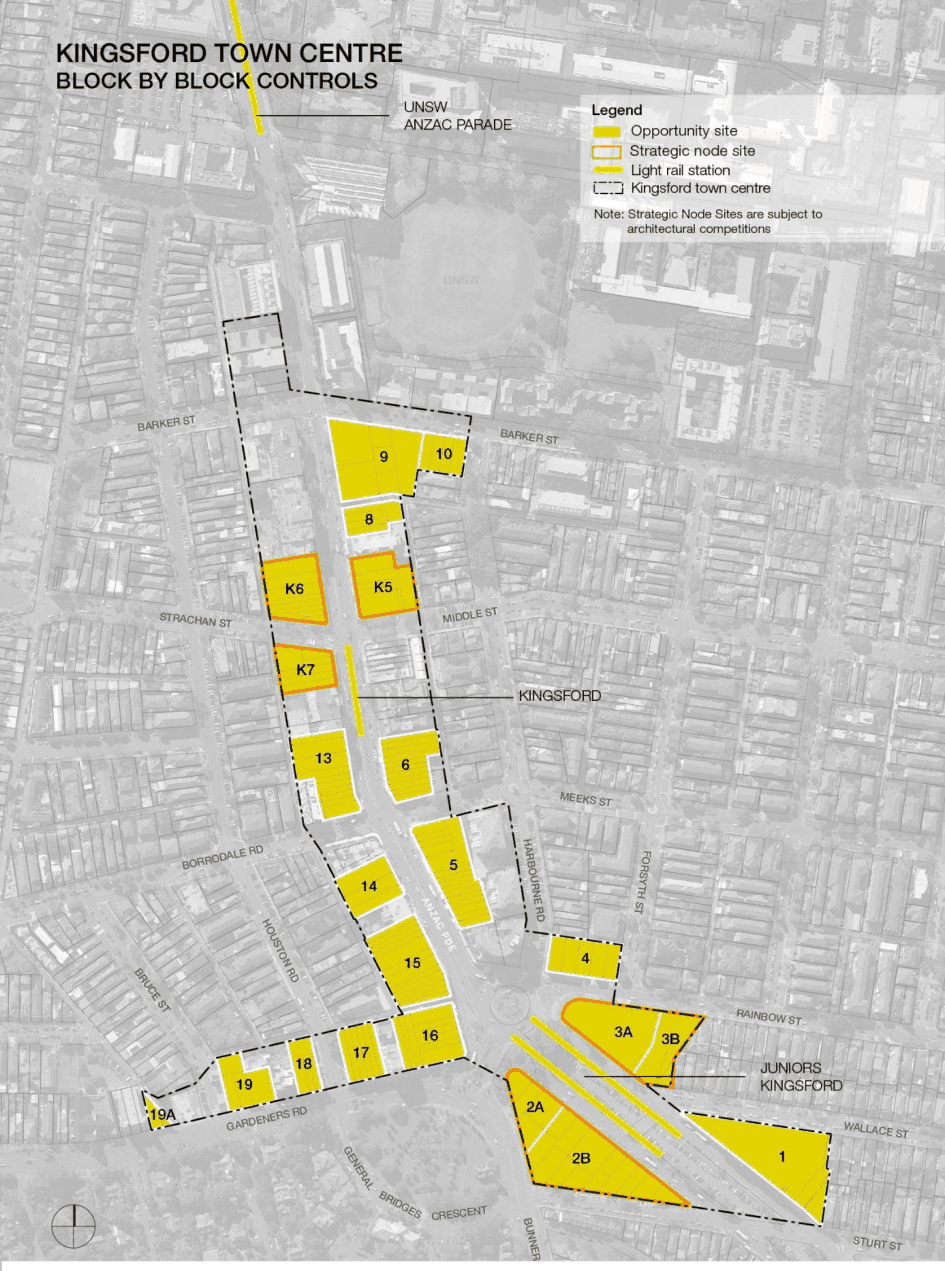 KINGSFORD TOWN CENTRE
BLOCK BY BLOCK CONTROLS
UNSW
ANZAC PARADE
Legend
Opportunity site
Strategic node site
Light rail station
Kingsford town centre
Note: Strategic Node Sites are subject to
architectural competitions
UNSW
BARKER ST
BARKER ST
9
10
8
K6
K5
STRACHAN ST
MIDDLE ST
K7
KINGSFORD
13
6
MEEKS ST
BORRODALE RD
HARBOURNE RD
FORSYTH ST
5
14
ANZAC PDE
HOUSTON RD
BRUCE ST
15
4
16
3A
3B
RAINBOW ST
17
18
19
19A
GARDENERS RD
JUNIORS
KINGSFORD
2A
2B
1
WALLACE ST
GENERAL
BRIDGES
CRESCENT
BUNNER
STURT ST